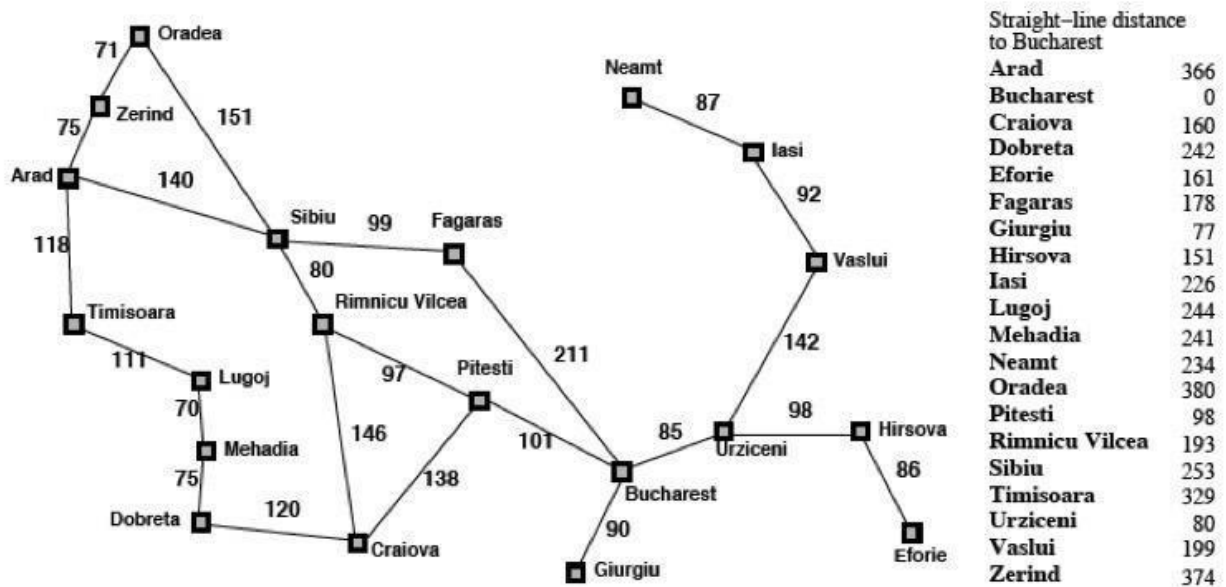 Oradea
71
Neamt
87
Zerind
151
75
Iasi
Arad
140
92
Sibiu
99
Fagaras
118
80
Vaslui
Rimnicu Vilcea
Timisoara
142
211
111
Lugoj
97
Pitesti
70
98
Hirsova
146
85
101
Mehadia
Urziceni
86
75
138
Bucharest
120
Dobreta
90
Craiova
Eforie
Giurgiu
Straight-line distance
to Bucharest
Arad 366
Bucharest 0
Craiova 160
Dobreta 242
Eforie 161
Fagaras 178
Giurgiu 77
Hirsova 151
Iasi 226
Lugoj 244
Mehadia 241
Neamt 234
Oradea 380
Pitesti 98
Rimnicu Vilcea 193
Sibiu 253
Timisoara 329
Urziceni 80
Vaslui 199
Zerind 374